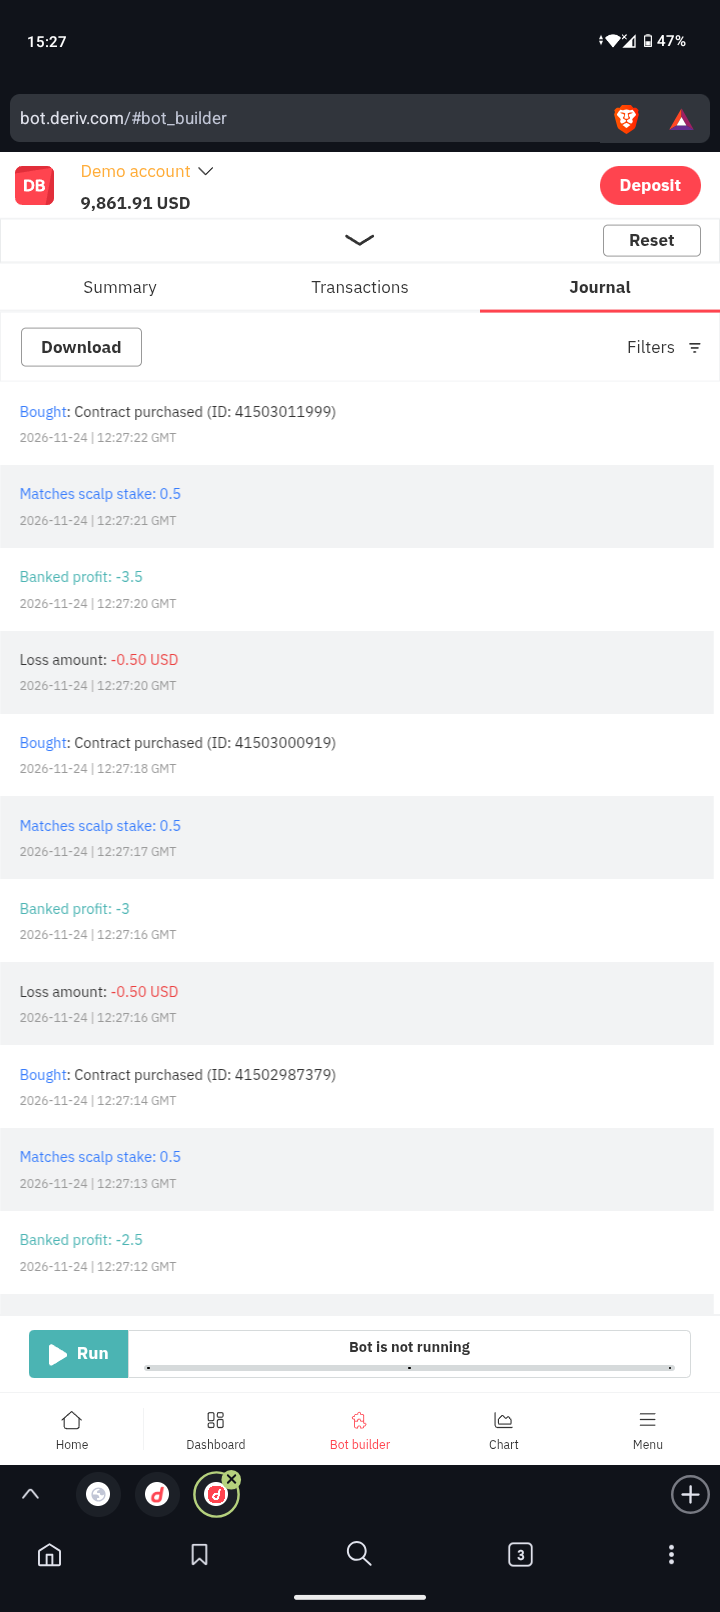 15:27
47%
bot.deriv.com/#bot_builder
DB
Demo account
9,861.91 USD
Deposit
Reset
Summary
Transactions
Journal
Download
Filters
Bought: Contract purchased (ID: 41503011999)
2026-11-24 | 12:27:22 GMT
Matches scalp stake: 0.5
2026-11-24 | 12:27:21 GMT
Banked profit: -3.5
2026-11-24 | 12:27:20 GMT
Loss amount: -0.50 USD
2026-11-24 | 12:27:20 GMT
Bought: Contract purchased (ID: 41503000919)
2026-11-24 | 12:27:18 GMT
Matches scalp stake: 0.5
2026-11-24 | 12:27:17 GMT
Banked profit: -3
2026-11-24 | 12:27:16 GMT
Loss amount: -0.50 USD
2026-11-24 | 12:27:16 GMT
Bought: Contract purchased (ID: 41502987379)
2026-11-24 | 12:27:14 GMT
Matches scalp stake: 0.5
2026-11-24 | 12:27:13 GMT
Banked profit: -2.5
2026-11-24 | 12:27:12 GMT
Run
Bot is not running
Home
Dashboard
Bot builder
Chart
Menu
3